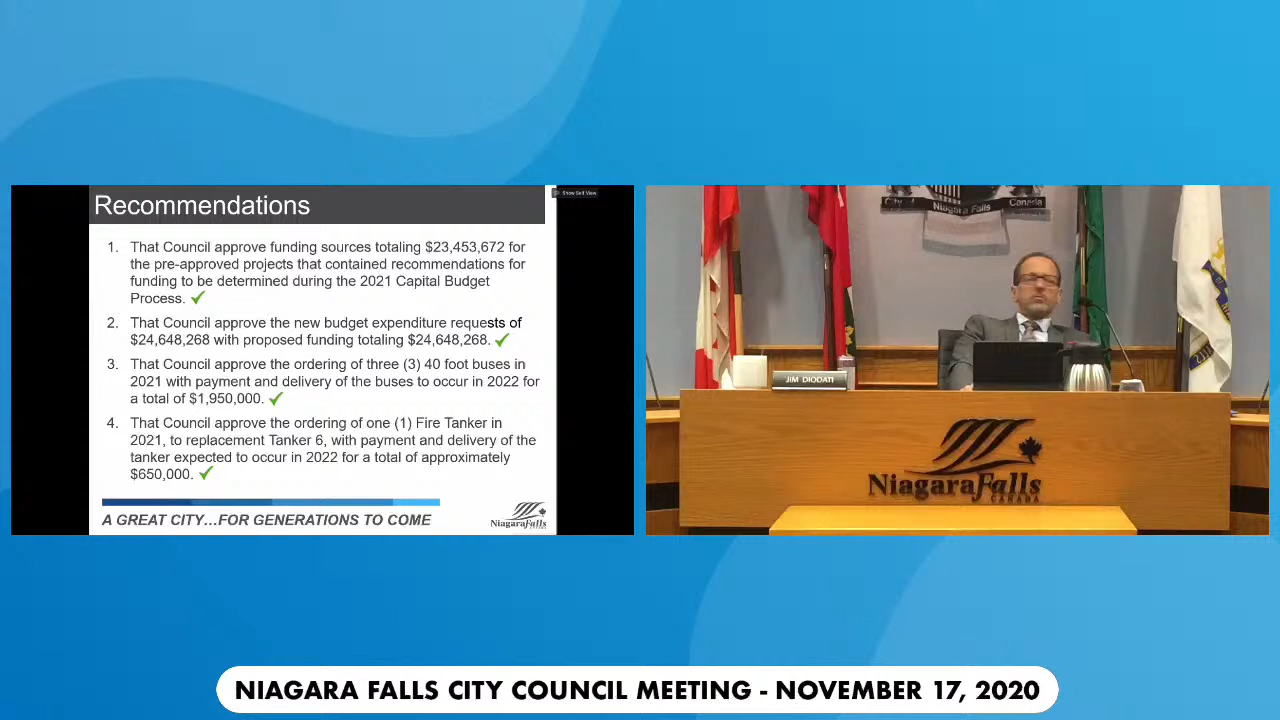 Show Self View
Recommendations
1. That Council approve funding sources totaling $23,453,672 for
the pre-approved projects that contained recommendations for
funding to be determined during the 2021 Capital Budget
Process.
2. That Council approve the new budget expenditure requests of
$24,648,268 with proposed funding totaling $24,648,268.
3. That Council approve the ordering of three (3) 40 foot buses in
2021 with payment and delivery of the buses to occur in 2022 for
a total of $1,950,000.
4. That Council approve the ordering of one (1) Fire Tanker in
2021, to replacement Tanker 6, with payment and delivery of the
tanker expected to occur in 2022 for a total of approximately
$650,000.
A GREAT CITY...FOR GENERATIONS TO COME
NiagaraFalls
City of Niagara Falls Canada
JIM DIODATI
NiagaraFalls
CANADA
NIAGARA FALLS CITY COUNCIL MEETING - NOVEMBER 17, 2020